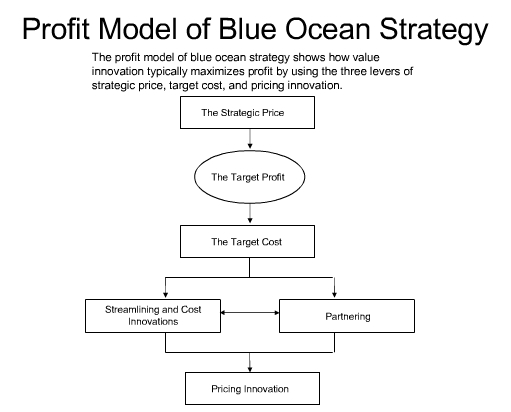 Profit Model of Blue Ocean Strategy
The profit model of blue ocean strategy shows how value
innovation typically maximizes profit by using the three levers of
strategic price, target cost, and pricing innovation.
The Strategic Price
The Target Profit
The Target Cost
Streamlining and Cost
Innovations
Partnering
Pricing Innovation